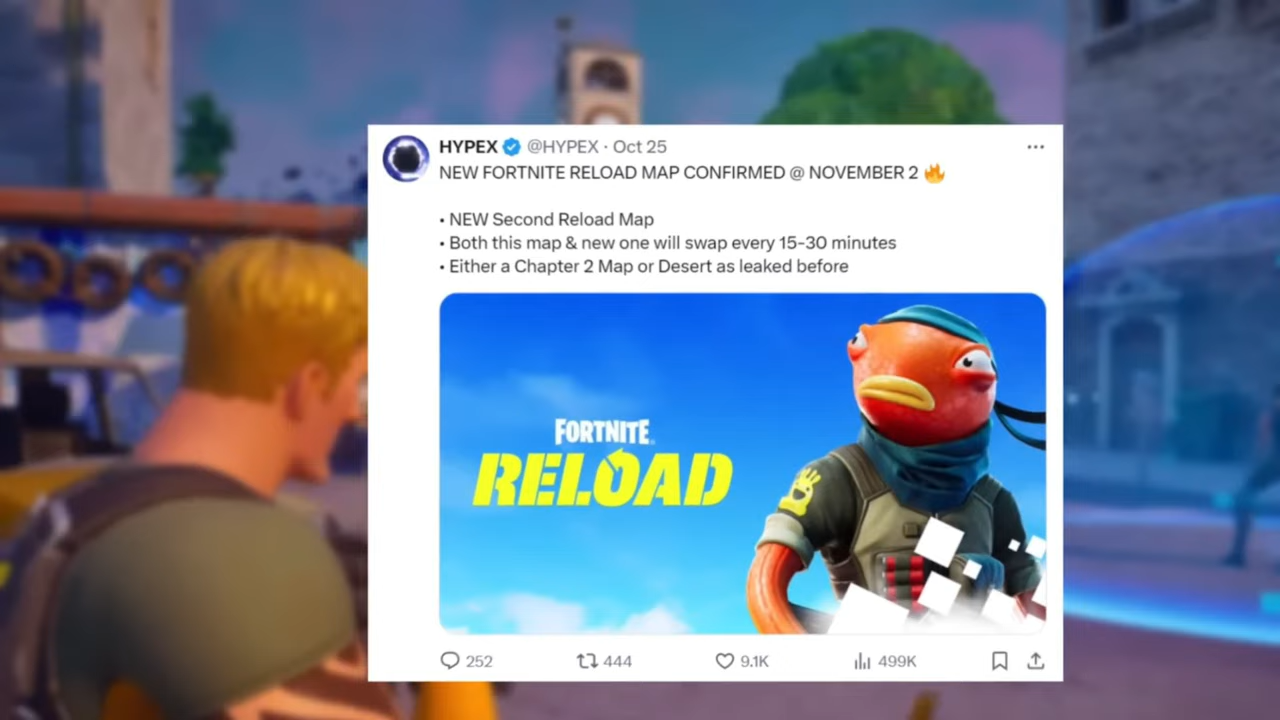 HYPEX @HYPEX · Oct 25
NEW FORTNITE RELOAD MAP CONFIRMED @ NOVEMBER 2 🔥
• NEW Second Reload Map
• Both this map & new one will swap every 15-30 minutes
• Either a Chapter 2 Map or Desert as leaked before
FORTNITE
RELOAD
252 444 9.1K 499K